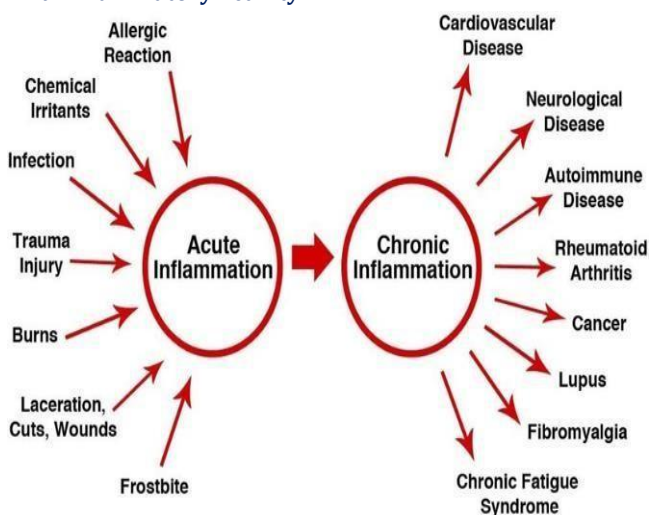 Allergic
Reaction
Chemical
Irritants
Infection
Trauma
Injury
Burns
Laceration,
Cuts, Wounds
Frostbite
Acute
Inflammation
Chronic
Inflammation
Cardiovascular
Disease
Neurological
Disease
Autoimmune
Disease
Rheumatoid
Arthritis
Cancer
Lupus
Fibromyalgia
Chronic Fatigue
Syndrome